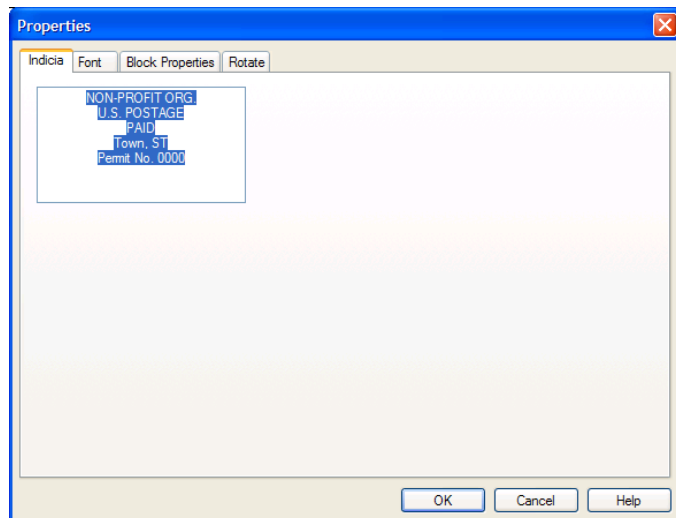 Properties
Indicia Font Block Properties Rotate
NON-PROFIT ORG.
U.S. POSTAGE
PAID
Town, ST
Permit No. 0000
OK Cancel Help